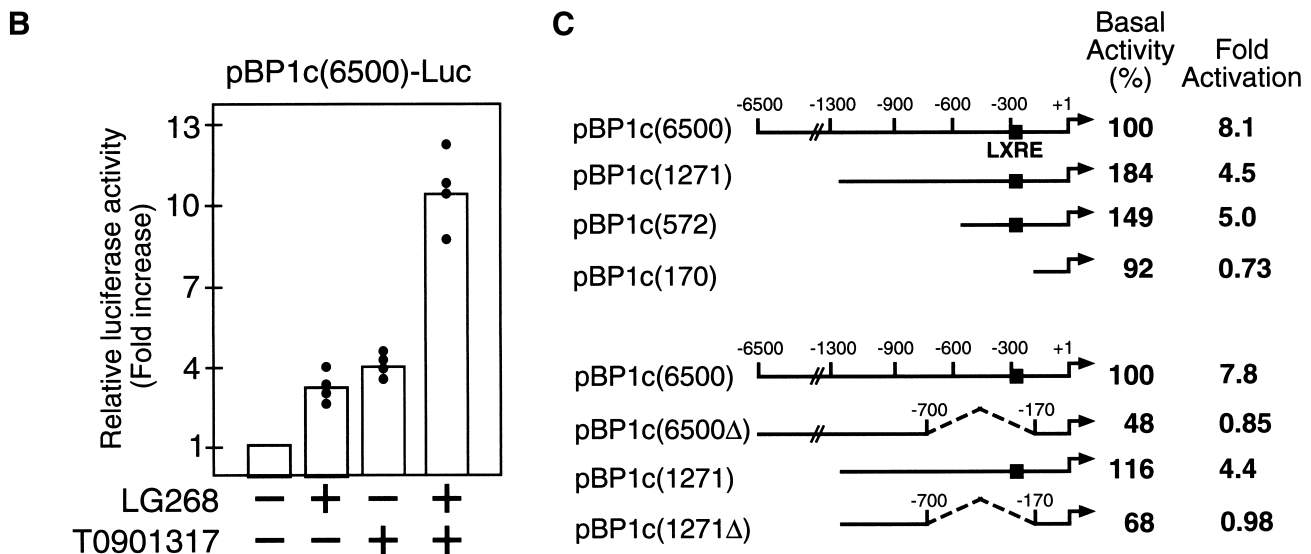 B
pBP1c(6500)-Luc
Relative luciferase activity
(Fold increase)
13
10
7
4
1
LG268 − + − +
T0901317 − − + +
C
Basal
Activity
(%)
Fold
Activation
-6500 -1300 -900 -600 -300 +1
pBP1c(6500) 100 8.1
LXRE
pBP1c(1271) 184 4.5
pBP1c(572) 149 5.0
pBP1c(170) 92 0.73
-6500 -1300 -900 -600 -300 +1
pBP1c(6500) 100 7.8
-700 -170
pBP1c(6500Δ) 48 0.85
pBP1c(1271) 116 4.4
-700 -170
pBP1c(1271Δ) 68 0.98